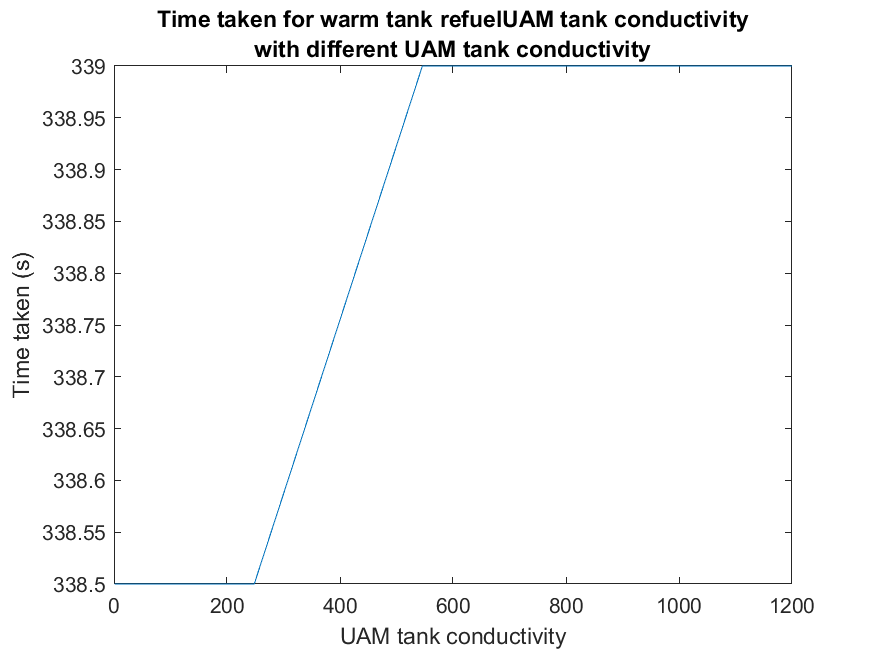 Time taken for warm tank refuelUAM tank conductivity
with different UAM tank conductivity
339
338.95
338.9
338.85
338.8
338.75
338.7
338.65
338.6
338.55
338.5
Time taken (s)
0 200 400 600 800 1000 1200
UAM tank conductivity